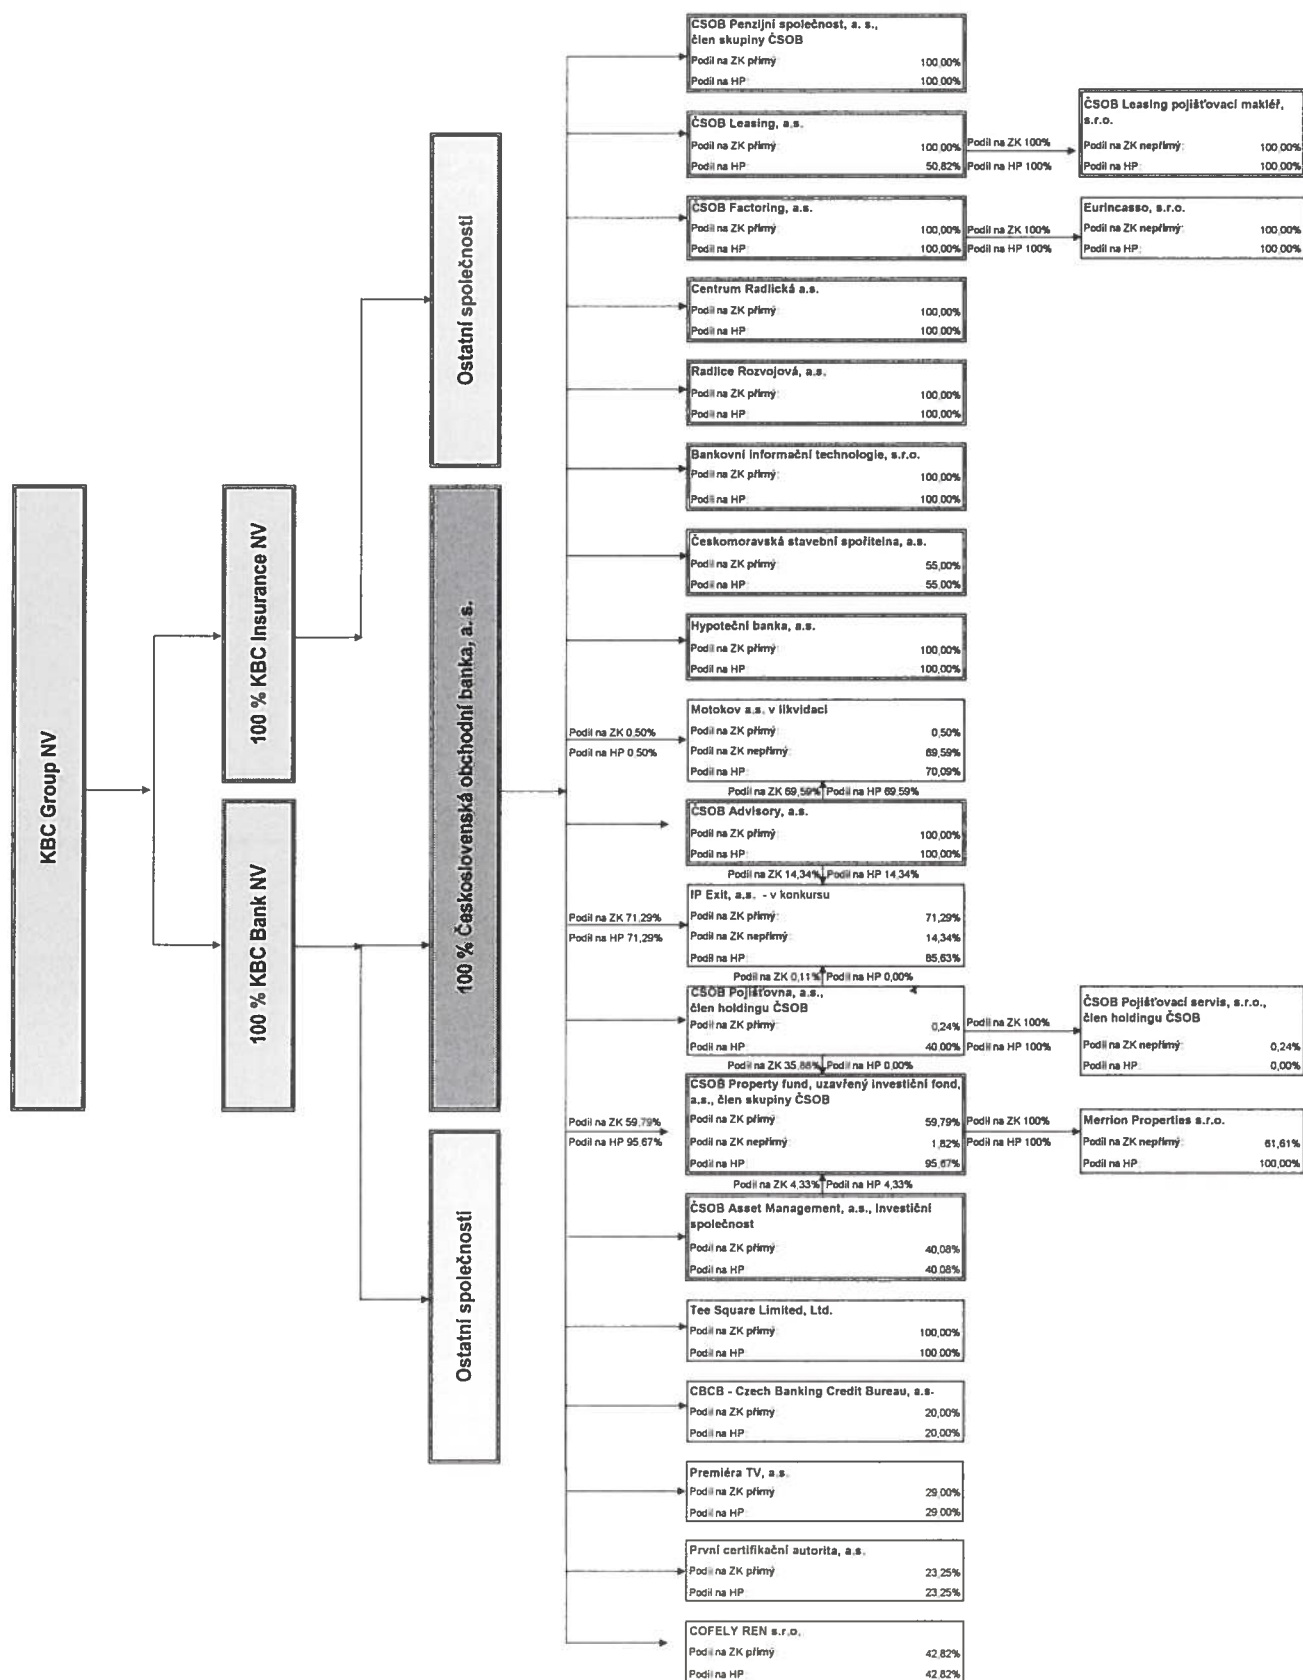 KBC Group NV
100 % KBC Insurance NV
100 % KBC Bank NV
Ostatní společnosti
100 % Československá obchodní banka, a. s.
Ostatní společnosti
ČSOB Penzijní společnost, a. s.,
člen skupiny ČSOB
Podíl na ZK přímý: 100,00%
Podíl na HP: 100,00%
ČSOB Leasing, a.s.
Podíl na ZK přímý: 100,00%
Podíl na HP: 50,82%
Podíl na ZK 100%
Podíl na HP 100%
ČSOB Leasing pojišťovací makléř,
s.r.o.
Podíl na ZK nepřímý: 100,00%
Podíl na HP: 100,00%
ČSOB Factoring, a.s.
Podíl na ZK přímý: 100,00%
Podíl na HP: 100,00%
Podíl na ZK 100%
Podíl na HP 100%
Eurincasso, s.r.o.
Podíl na ZK nepřímý: 100,00%
Podíl na HP: 100,00%
Centrum Radlická a.s.
Podíl na ZK přímý: 100,00%
Podíl na HP: 100,00%
Radlice Rozvojová, a.s.
Podíl na ZK přímý: 100,00%
Podíl na HP: 100,00%
Bankovní informační technologie, s.r.o.
Podíl na ZK přímý: 100,00%
Podíl na HP: 100,00%
Českomoravská stavební spořitelna, a.s.
Podíl na ZK přímý: 55,00%
Podíl na HP: 55,00%
Hypoteční banka, a.s.
Podíl na ZK přímý: 100,00%
Podíl na HP: 100,00%
Podíl na ZK 0,50%
Podíl na HP 0,50%
Motokov a.s. v likvidaci
Podíl na ZK přímý: 0,50%
Podíl na ZK nepřímý: 69,59%
Podíl na HP: 70,09%
Podíl na ZK 69,59% Podíl na HP 69,59%
ČSOB Advisory, a.s.
Podíl na ZK přímý: 100,00%
Podíl na HP: 100,00%
Podíl na ZK 14,34% Podíl na HP 14,34%
Podíl na ZK 71,29%
Podíl na HP 71,29%
IP Exit, a.s. - v konkursu
Podíl na ZK přímý: 71,29%
Podíl na ZK nepřímý: 14,34%
Podíl na HP: 85,63%
Podíl na ZK 0,11% Podíl na HP 0,00%
ČSOB Pojišťovna, a.s.,
člen holdingu ČSOB
Podíl na ZK přímý: 0,24%
Podíl na HP: 40,00%
Podíl na ZK 100%
Podíl na HP 100%
ČSOB Pojišťovací servis, s.r.o.,
člen holdingu ČSOB
Podíl na ZK nepřímý: 0,24%
Podíl na HP: 0,00%
Podíl na ZK 35,88% Podíl na HP 0,00%
Podíl na ZK 59,79%
Podíl na HP 95,67%
ČSOB Property fund, uzavřený investiční fond,
a.s., člen skupiny ČSOB
Podíl na ZK přímý: 59,79%
Podíl na ZK nepřímý: 1,82%
Podíl na HP: 95,67%
Podíl na ZK 100%
Podíl na HP 100%
Merrion Properties s.r.o.
Podíl na ZK nepřímý: 61,61%
Podíl na HP: 100,00%
Podíl na ZK 4,33% Podíl na HP 4,33%
ČSOB Asset Management, a.s., investiční
společnost
Podíl na ZK přímý: 40,08%
Podíl na HP: 40,08%
Tee Square Limited, Ltd.
Podíl na ZK přímý: 100,00%
Podíl na HP: 100,00%
CBCB - Czech Banking Credit Bureau, a.s.
Podíl na ZK přímý: 20,00%
Podíl na HP: 20,00%
Premiéra TV, a.s.
Podíl na ZK přímý: 29,00%
Podíl na HP: 29,00%
První certifikační autorita, a.s.
Podíl na ZK přímý: 23,25%
Podíl na HP: 23,25%
COFELY REN s.r.o.
Podíl na ZK přímý: 42,82%
Podíl na HP: 42,82%